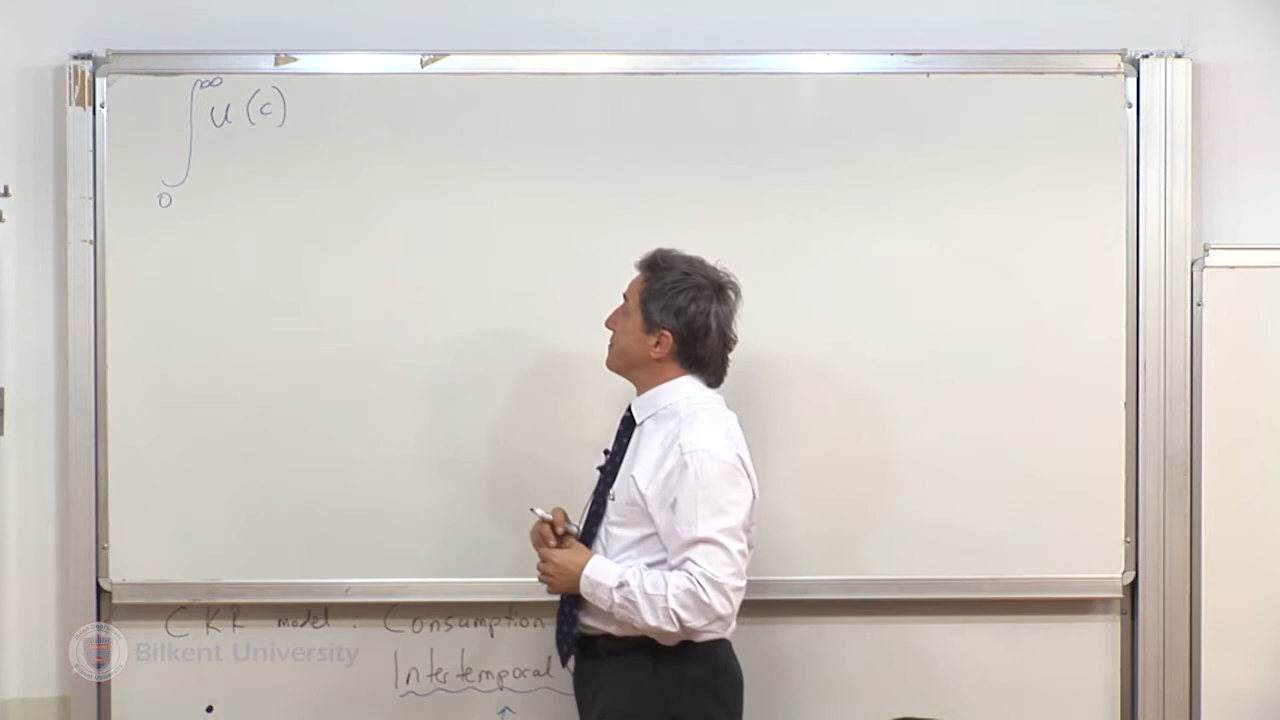 ∞
∫ u (c)
0
CKR model : Consumption
Bilkent University
Intertemporal